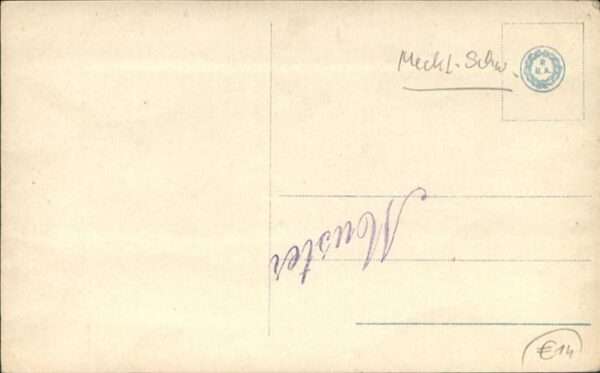 Meckl.-Schw.
R
U.A.
Muster
€14